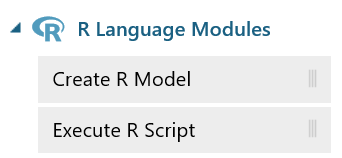 R R Language Modules
Create R Model
Execute R Script